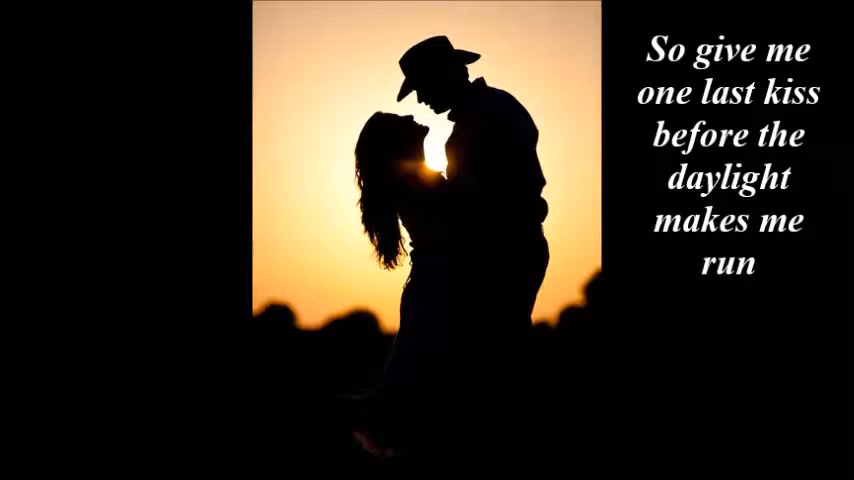 So give me
one last kiss
before the
daylight
makes me
run